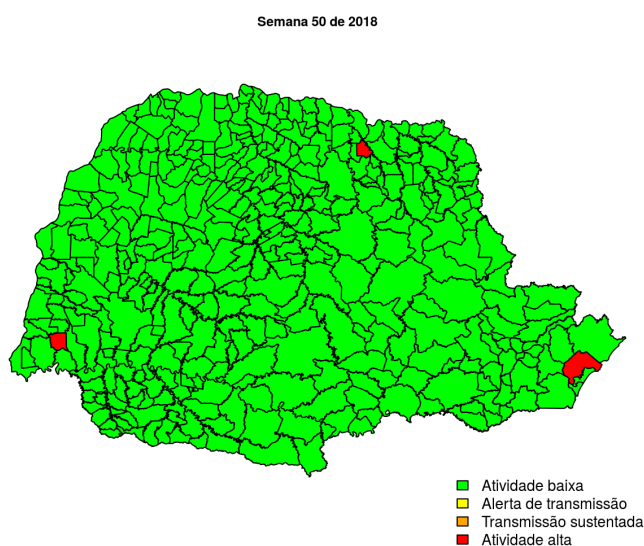 Semana 50 de 2018
Atividade baixa
Alerta de transmissão
Transmissão sustentada
Atividade alta